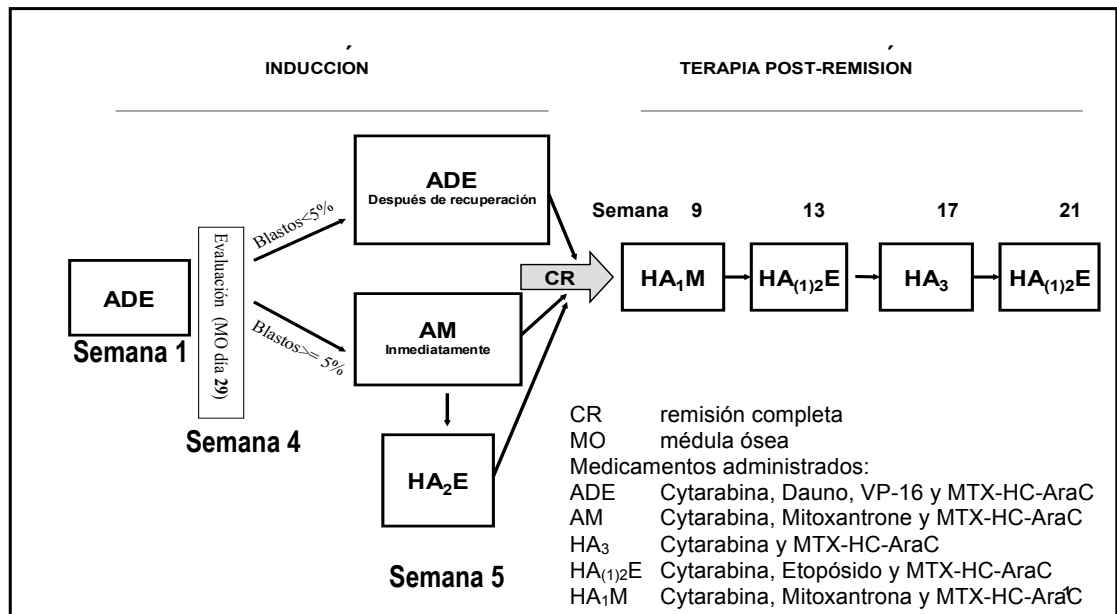 INDUCCIÓN
TERAPIA POST-REMISIÓN
ADE
Semana 1
Evaluación (MO día 29)
Semana 4
Blastos<5%
Blastos>= 5%
ADE
Después de recuperación
AM
Inmediatamente
HA2E
Semana 5
CR
Semana 9 13 17 21
HA1M
HA(1)2E
HA3
HA(1)2E
CR remisión completa
MO médula ósea
Medicamentos administrados:
ADE Cytarabina, Dauno, VP-16 y MTX-HC-AraC
AM Cytarabina, Mitoxantrone y MTX-HC-AraC
HA3 Cytarabina y MTX-HC-AraC
HA(1)2E Cytarabina, Etopósido y MTX-HC-AraC
HA1M Cytarabina, Mitoxantrona y MTX-HC-AraC
1